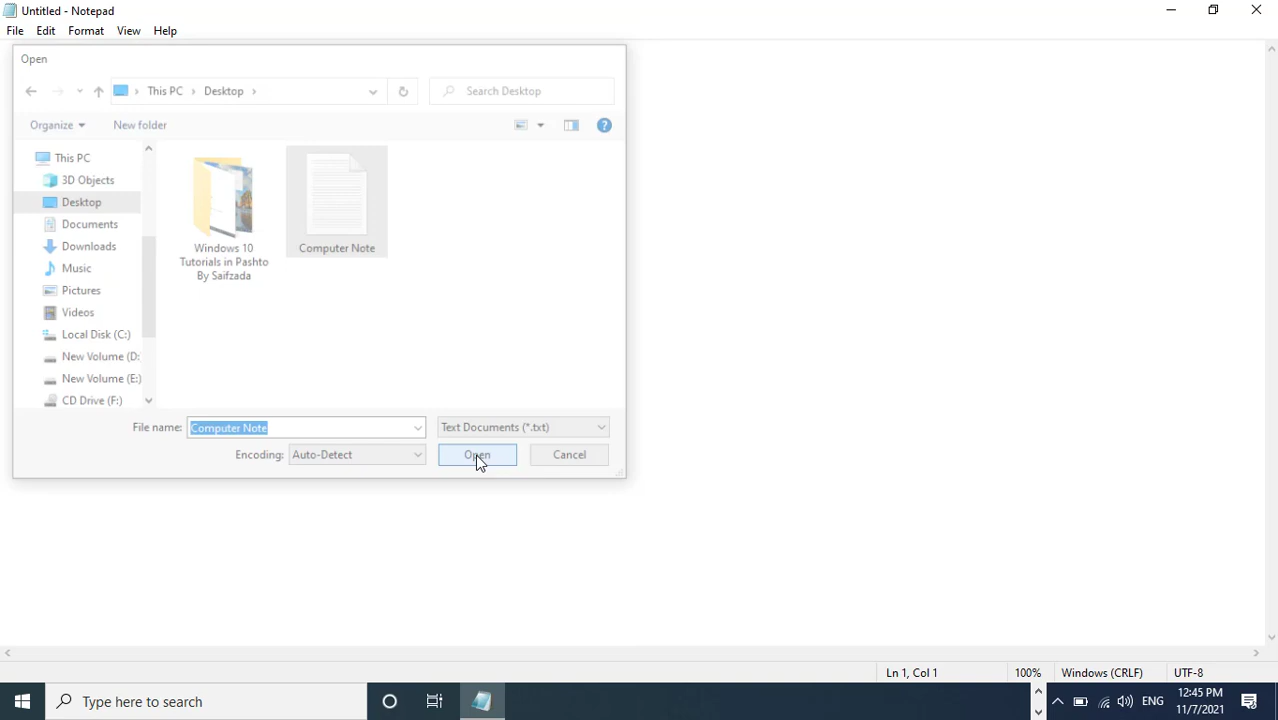 Untitled - Notepad
File Edit Format View Help
Open
This PC Desktop
Search Desktop
Organize
New folder
This PC
3D Objects
Desktop
Documents
Downloads
Music
Pictures
Videos
Local Disk (C:)
New Volume (D:
New Volume (E:)
CD Drive (F:)
Windows 10
Tutorials in Pashto
By Saifzada
Computer Note
File name: Computer Note
Text Documents (*.txt)
Encoding: Auto-Detect
Open
Cancel
Ln 1, Col 1
100%
Windows (CRLF)
UTF-8
Type here to search
ENG
12:45 PM
11/7/2021